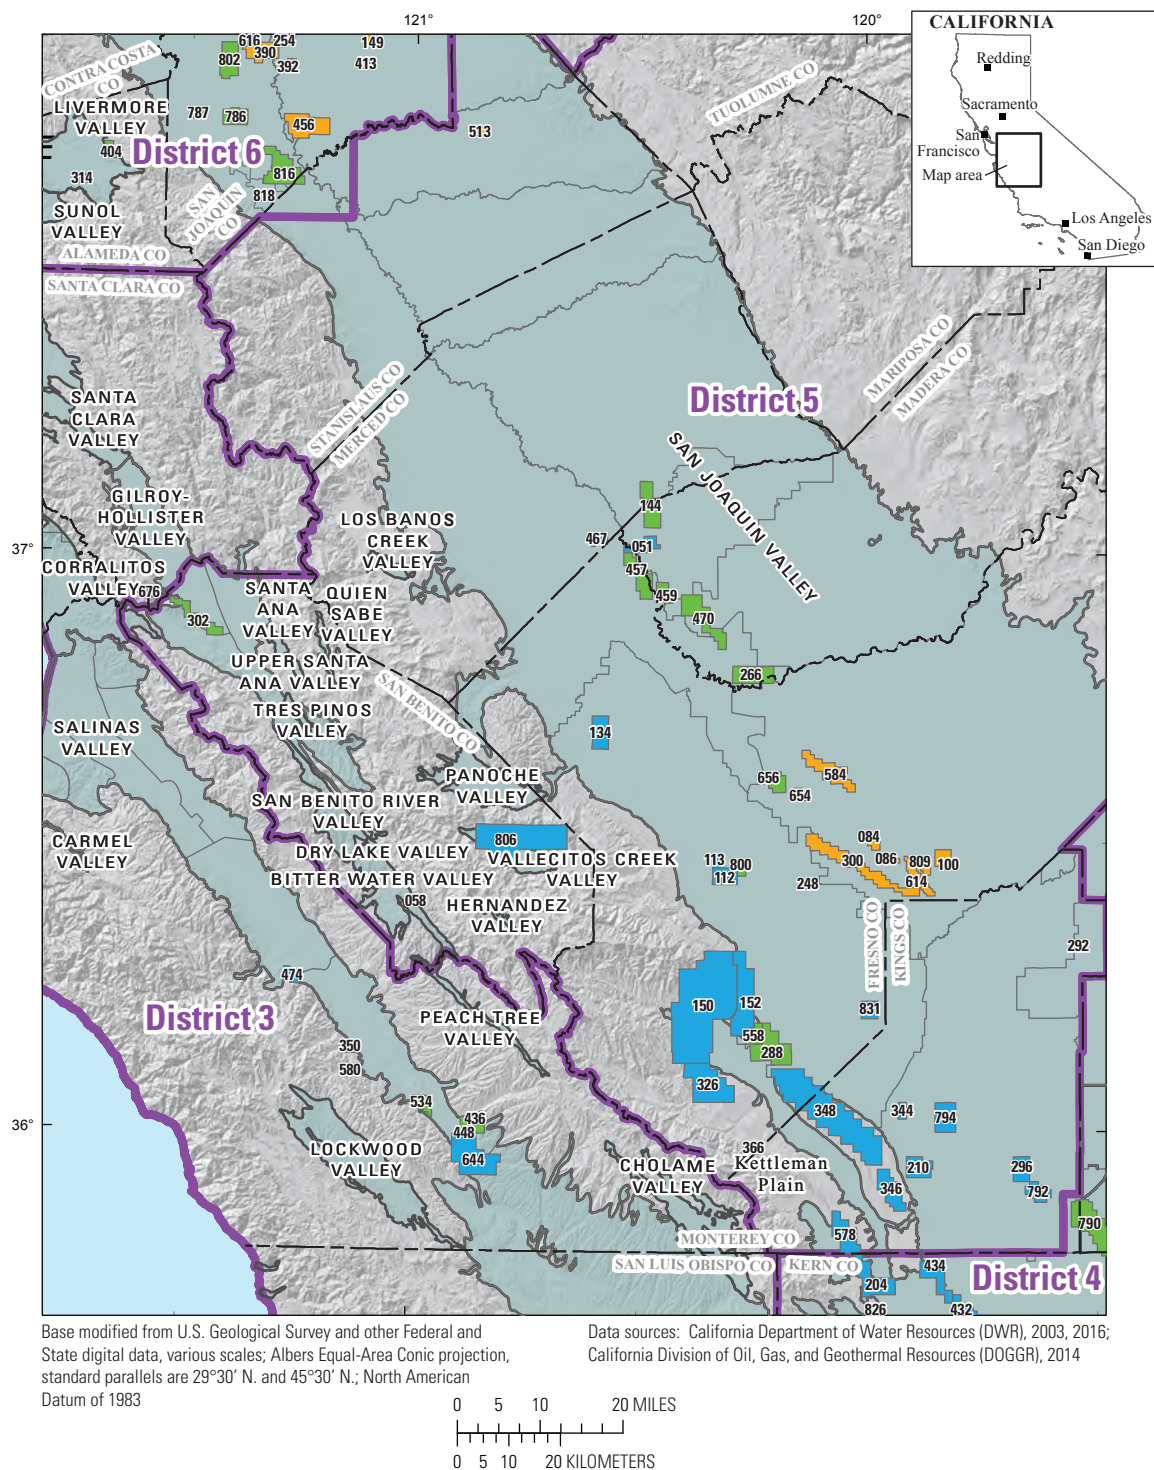 121°
120°
CALIFORNIA
Redding
Sacramento
San
Francisco
Map area
Los Angeles
San Diego
616
254
149
802
390
392
413
CONTRA COSTA
CO
TUOLUMNE CO
LIVERMORE
VALLEY
787
786
456
513
404
District 6
314
816
818
SAN
JOAQUIN
CO
SUNOL
VALLEY
ALAMEDA CO
SANTA CLARA CO
MARIPOSA CO
MADERA CO
STANISLAUS CO
MERCED CO
District 5
SANTA
CLARA
VALLEY
SAN JOAQUIN VALLEY
GILROY-
HOLLISTER
VALLEY
LOS BANOS
CREEK
VALLEY
144
37°
467
051
457
CORRALITOS
VALLEY
676
302
SANTA
ANA
VALLEY
QUIEN
SABE
VALLEY
459
470
UPPER SANTA
ANA VALLEY
266
SAN BENITO CO
TRES PINOS
VALLEY
SALINAS
VALLEY
134
PANOCHE
VALLEY
656
584
654
SAN BENITO RIVER
VALLEY
CARMEL
VALLEY
806
DRY LAKE VALLEY
VALLECITOS CREEK
VALLEY
BITTER WATER VALLEY
084
113
800
112
300
086
809
100
248
614
058
HERNANDEZ
VALLEY
FRESNO CO
KINGS CO
292
474
District 3
150
152
831
PEACH TREE
VALLEY
558
288
350
580
326
534
436
448
348
344
794
LOCKWOOD
VALLEY
644
366
CHOLAME
VALLEY
Kettleman
Plain
210
296
346
792
790
578
MONTEREY CO
SAN LUIS OBISPO CO
KERN CO
434
204
District 4
826
432
36°
Base modified from U.S. Geological Survey and other Federal and
State digital data, various scales; Albers Equal-Area Conic projection,
standard parallels are 29°30′ N. and 45°30′ N.; North American
Datum of 1983
Data sources: California Department of Water Resources (DWR), 2003, 2016;
California Division of Oil, Gas, and Geothermal Resources (DOGGR), 2014
0 5 10 20 MILES
0 5 10 20 KILOMETERS